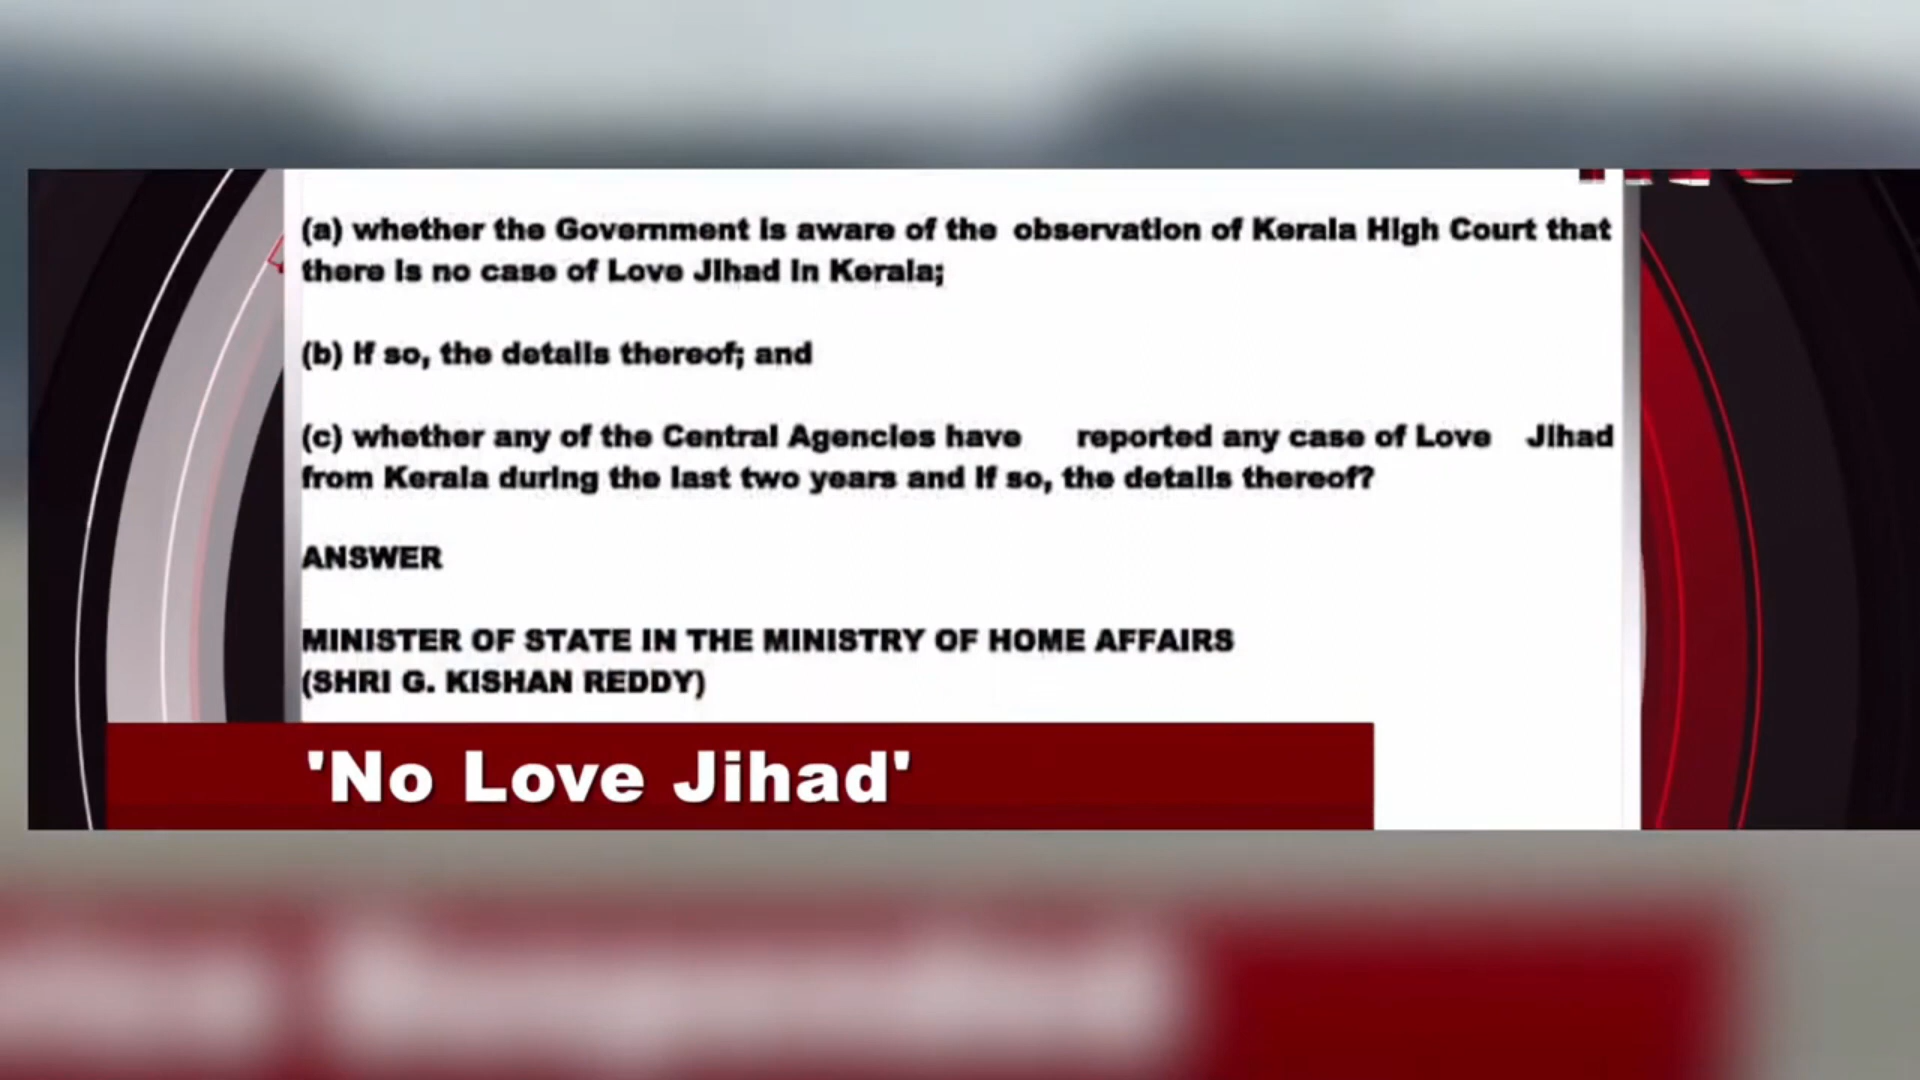 (a) whether the Government is aware of the observation of Kerala High Court that
there is no case of Love Jihad in Kerala;
(b) if so, the details thereof; and
(c) whether any of the Central Agencies have reported any case of Love Jihad
from Kerala during the last two years and if so, the details thereof?
ANSWER
MINISTER OF STATE IN THE MINISTRY OF HOME AFFAIRS
(SHRI G. KISHAN REDDY)
'No Love Jihad'